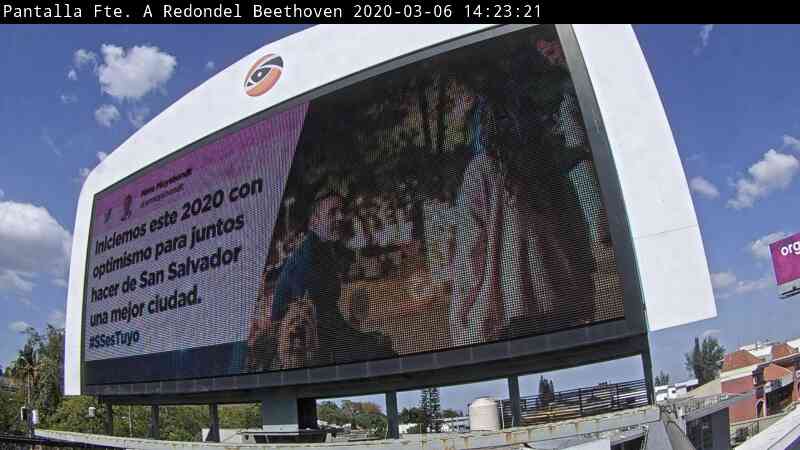 Pantalla Fte. A Redondel Beethoven 2020-03-06 14:23:21
Iniciemos este 2020 con
optimismo para juntos
hacer de San Salvador
una mejor ciudad.
#SSesTuyo
org